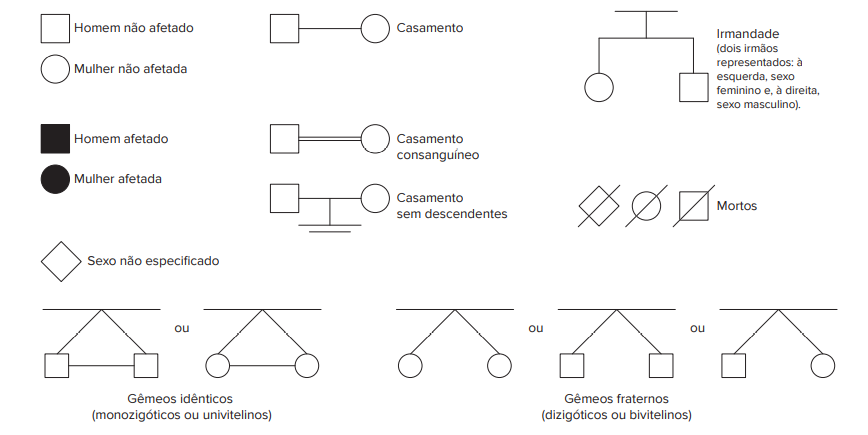 Homem não afetado
Mulher não afetada
Homem afetado
Mulher afetada
Sexo não especificado
Casamento
Casamento
consanguíneo
Casamento
sem descendentes
Irmandade
(dois irmãos
representados: à
esquerda, sexo
feminino e, à direita,
sexo masculino).
Mortos
ou
Gêmeos idênticos
(monozigóticos ou univitelinos)
ou
ou
Gêmeos fraternos
(dizigóticos ou bivitelinos)